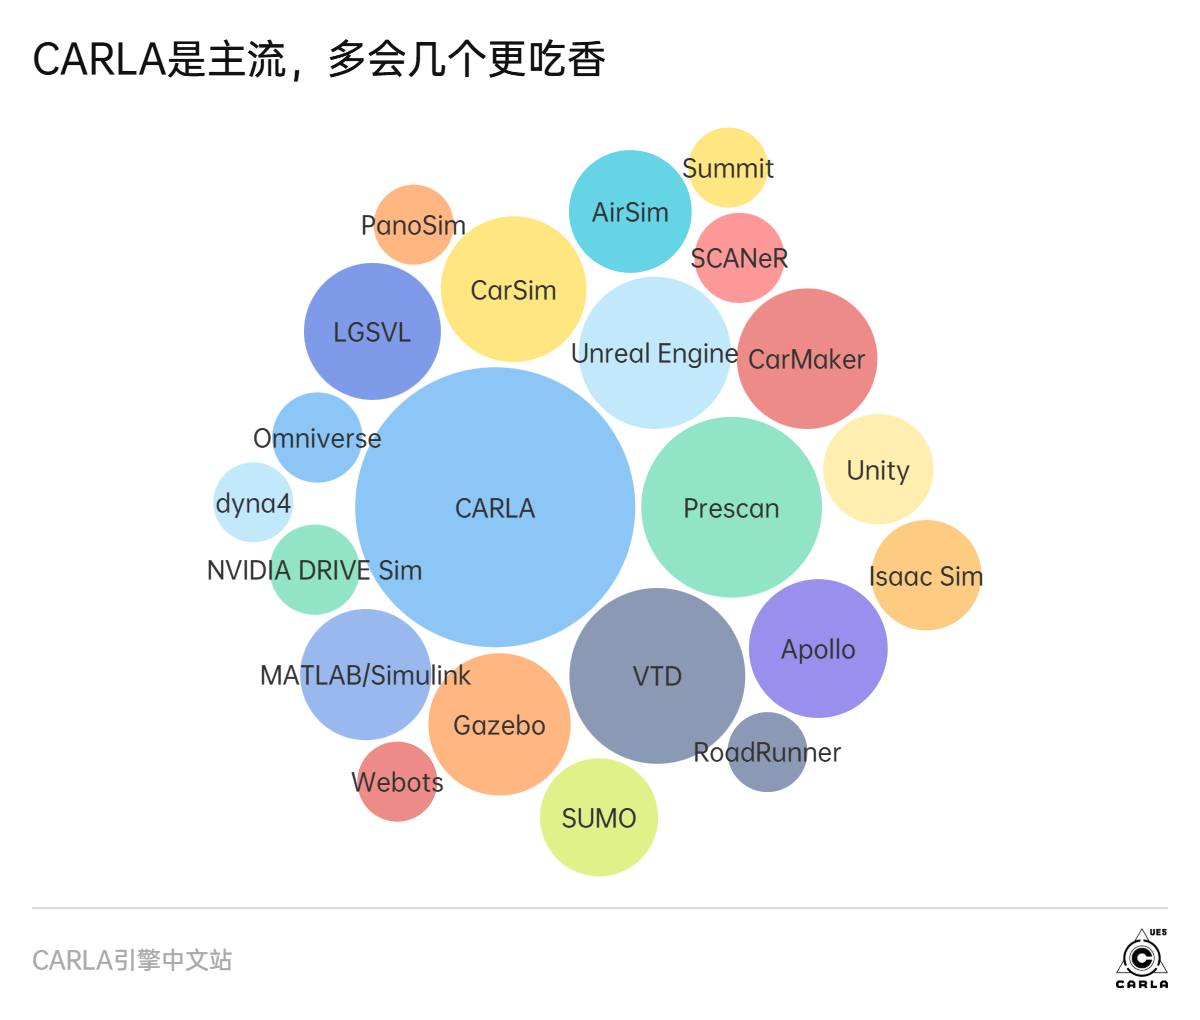 CARLA是主流，多会几个更吃香
Summit
AirSim
PanoSim
SCANeR
CarSim
LGSVL
Unreal Engine
CarMaker
Omniverse
Unity
dyna4
CARLA
Prescan
NVIDIA DRIVE Sim
Isaac Sim
Apollo
MATLAB/Simulink
VTD
Gazebo
RoadRunner
Webots
SUMO
CARLA引擎中文站
UES
CARLA